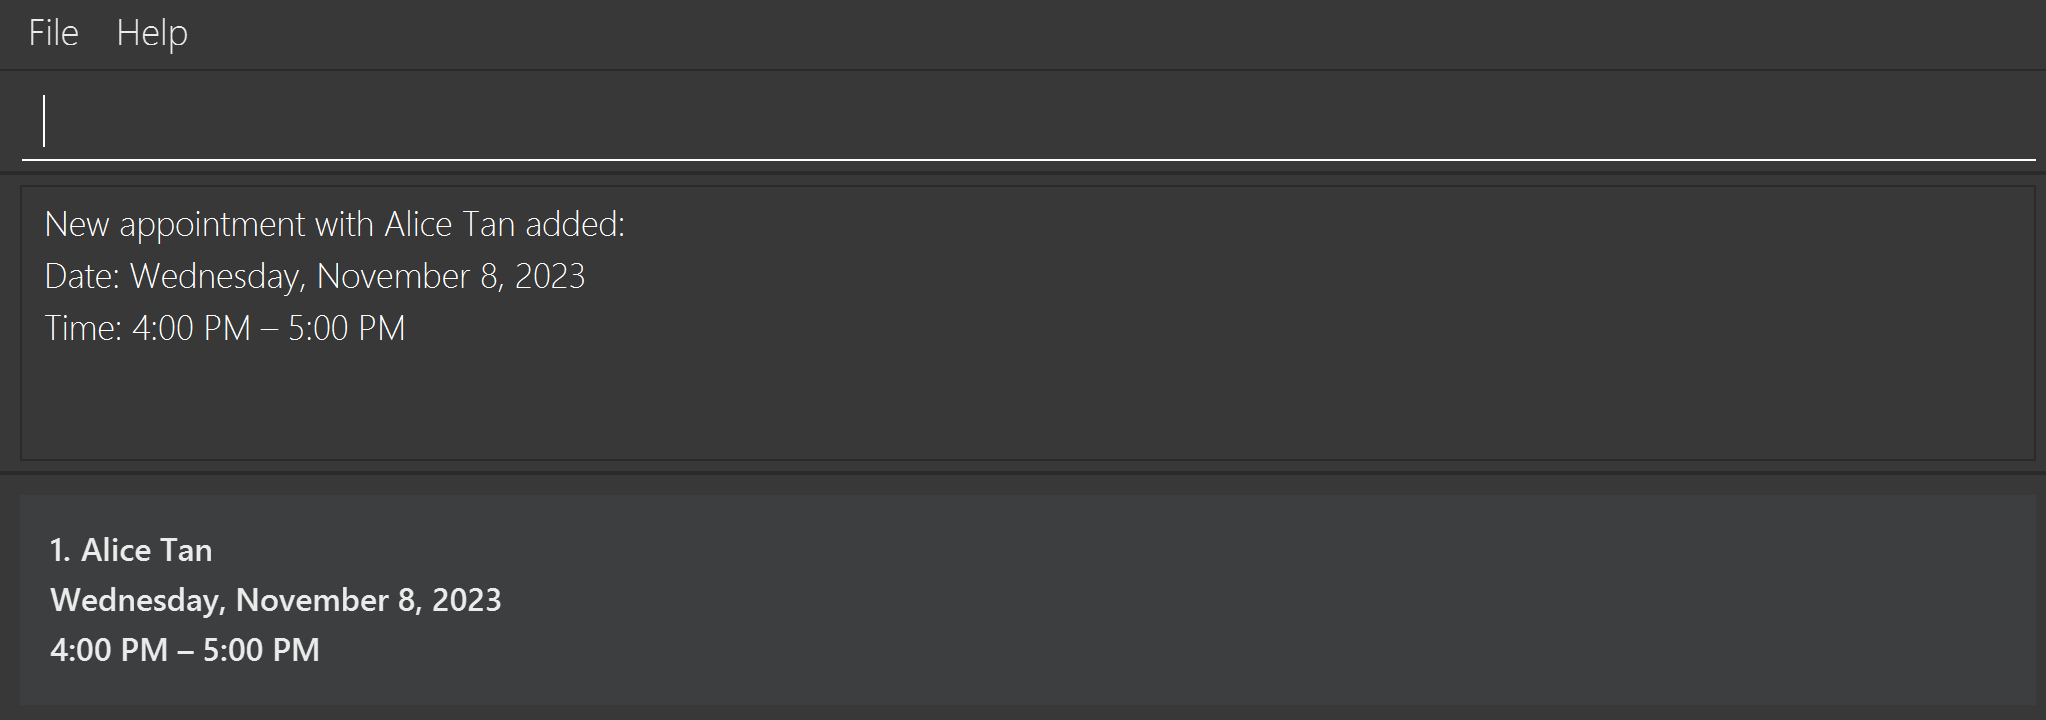 File Help
New appointment with Alice Tan added:
Date: Wednesday, November 8, 2023
Time: 4:00 PM – 5:00 PM
1. Alice Tan
Wednesday, November 8, 2023
4:00 PM – 5:00 PM